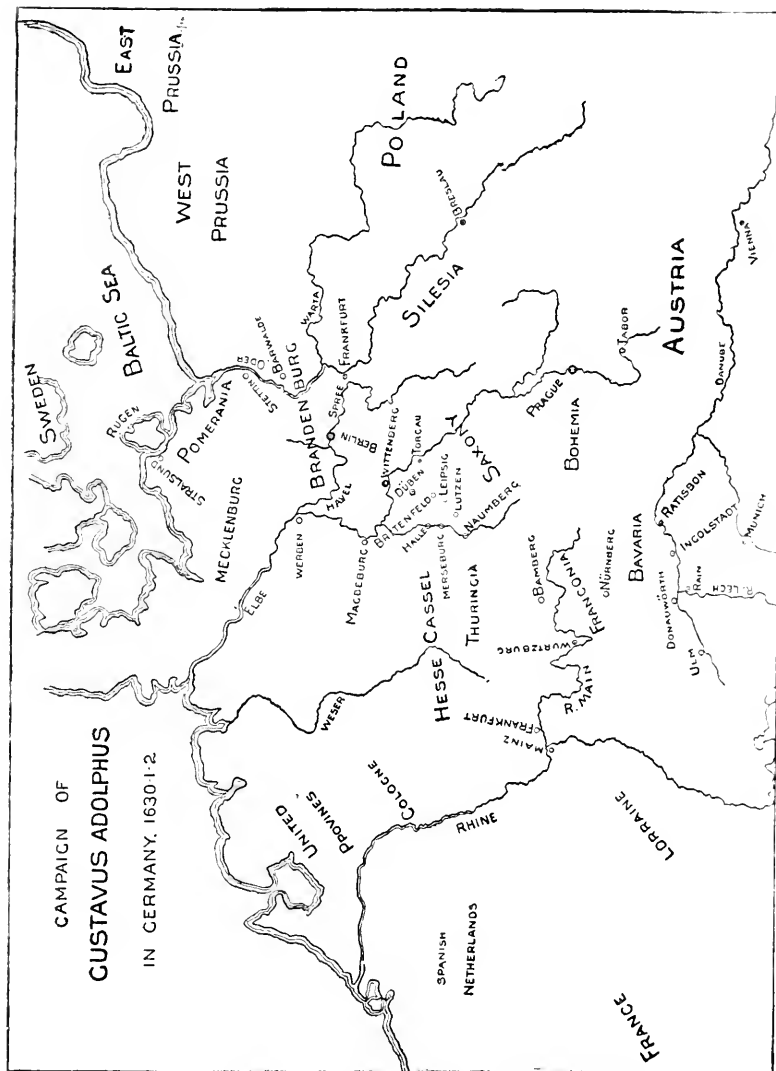 CAMPAIGN OF
GUSTAVUS ADOLPHUS
IN GERMANY, 1630-1-2
SWEDEN
BALTIC SEA
EAST
PRUSSIA
WEST
PRUSSIA
RUGEN
STRALSUND
POMERANIA
MECKLENBURG
STETTIN
ODER
BARWALDE
BRANDENBURG
WARTA
POLAND
ELBE
WERBEN
HAVEL
SPREE
FRANKFURT
BERLIN
UNITED
PROVINES
WESER
MAGDEBURG
WITTENBERG
DÜBEN
TORGAU
BRITENFELD
HALLE
LEIPSIG
MERSEBURG
LUTZEN
NAUMBERG
SAXONY
SILESIA
BRESLAU
COLOGNE
HESSE CASSEL
THURINGIA
SPANISH
NETHERLANDS
RHINE
MAINZ
FRANKFURT
R. MAIN
WURTZBURG
BAMBERG
FRANCONIA
NÜRNBERG
BOHEMIA
PRAGUE
TABOR
FRANCE
LORRAINE
BAVARIA
ULM
DONAUWÖRTH
RAIN
R. LECH
INGOLSTADT
RATISBON
MUNICH
AUSTRIA
DANUBE
VIENNA